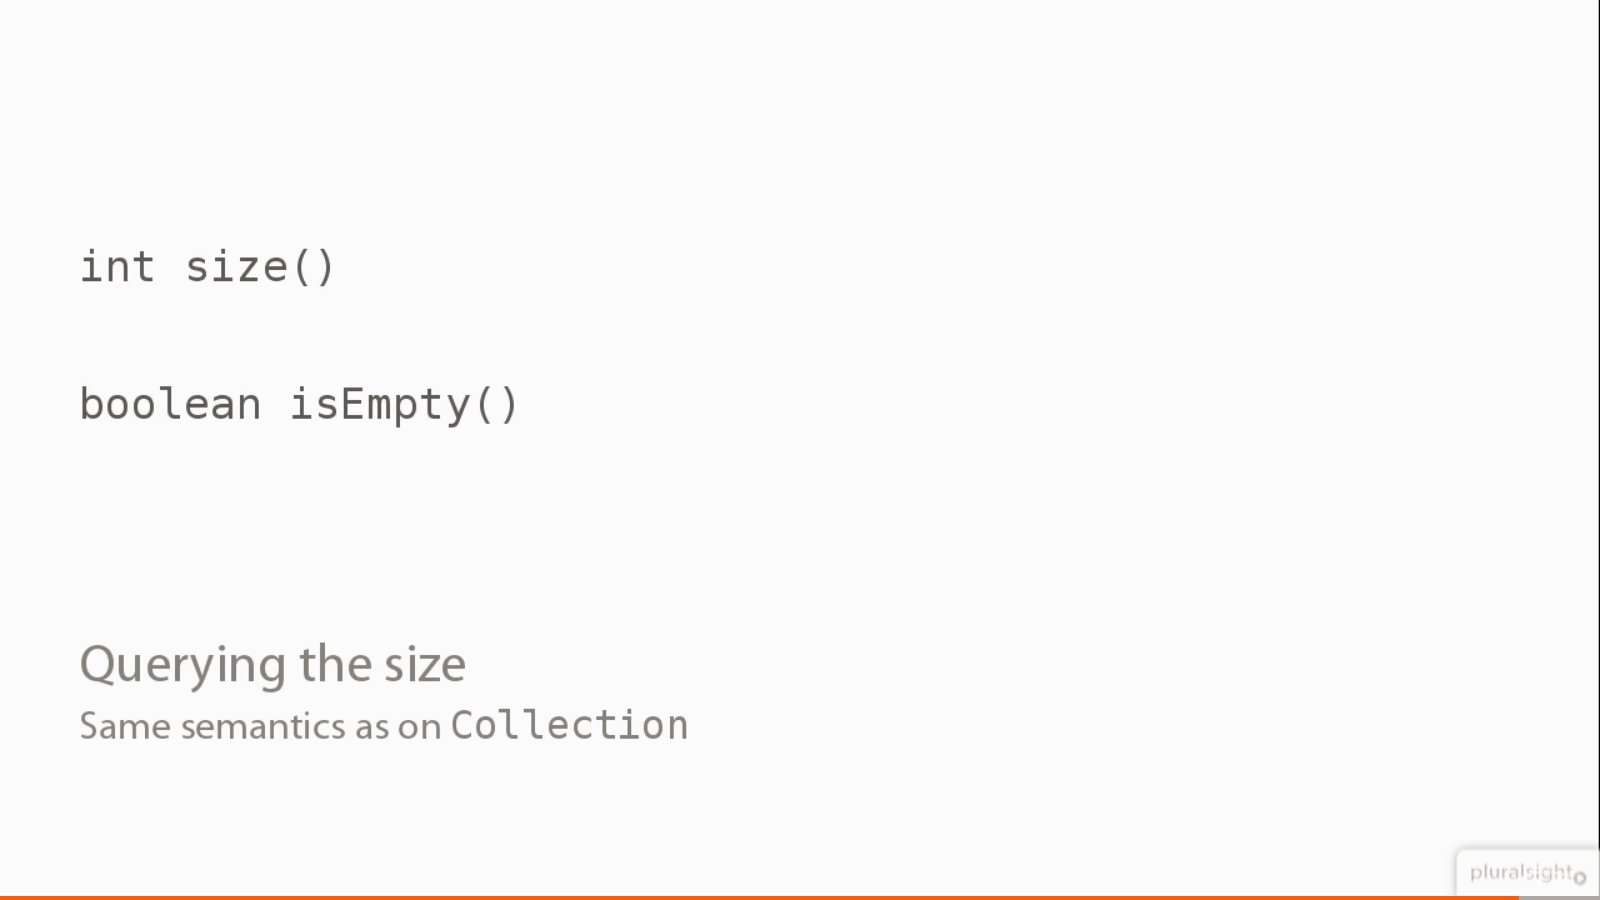 int size()
boolean isEmpty()
Querying the size
Same semantics as on Collection
pluralsight